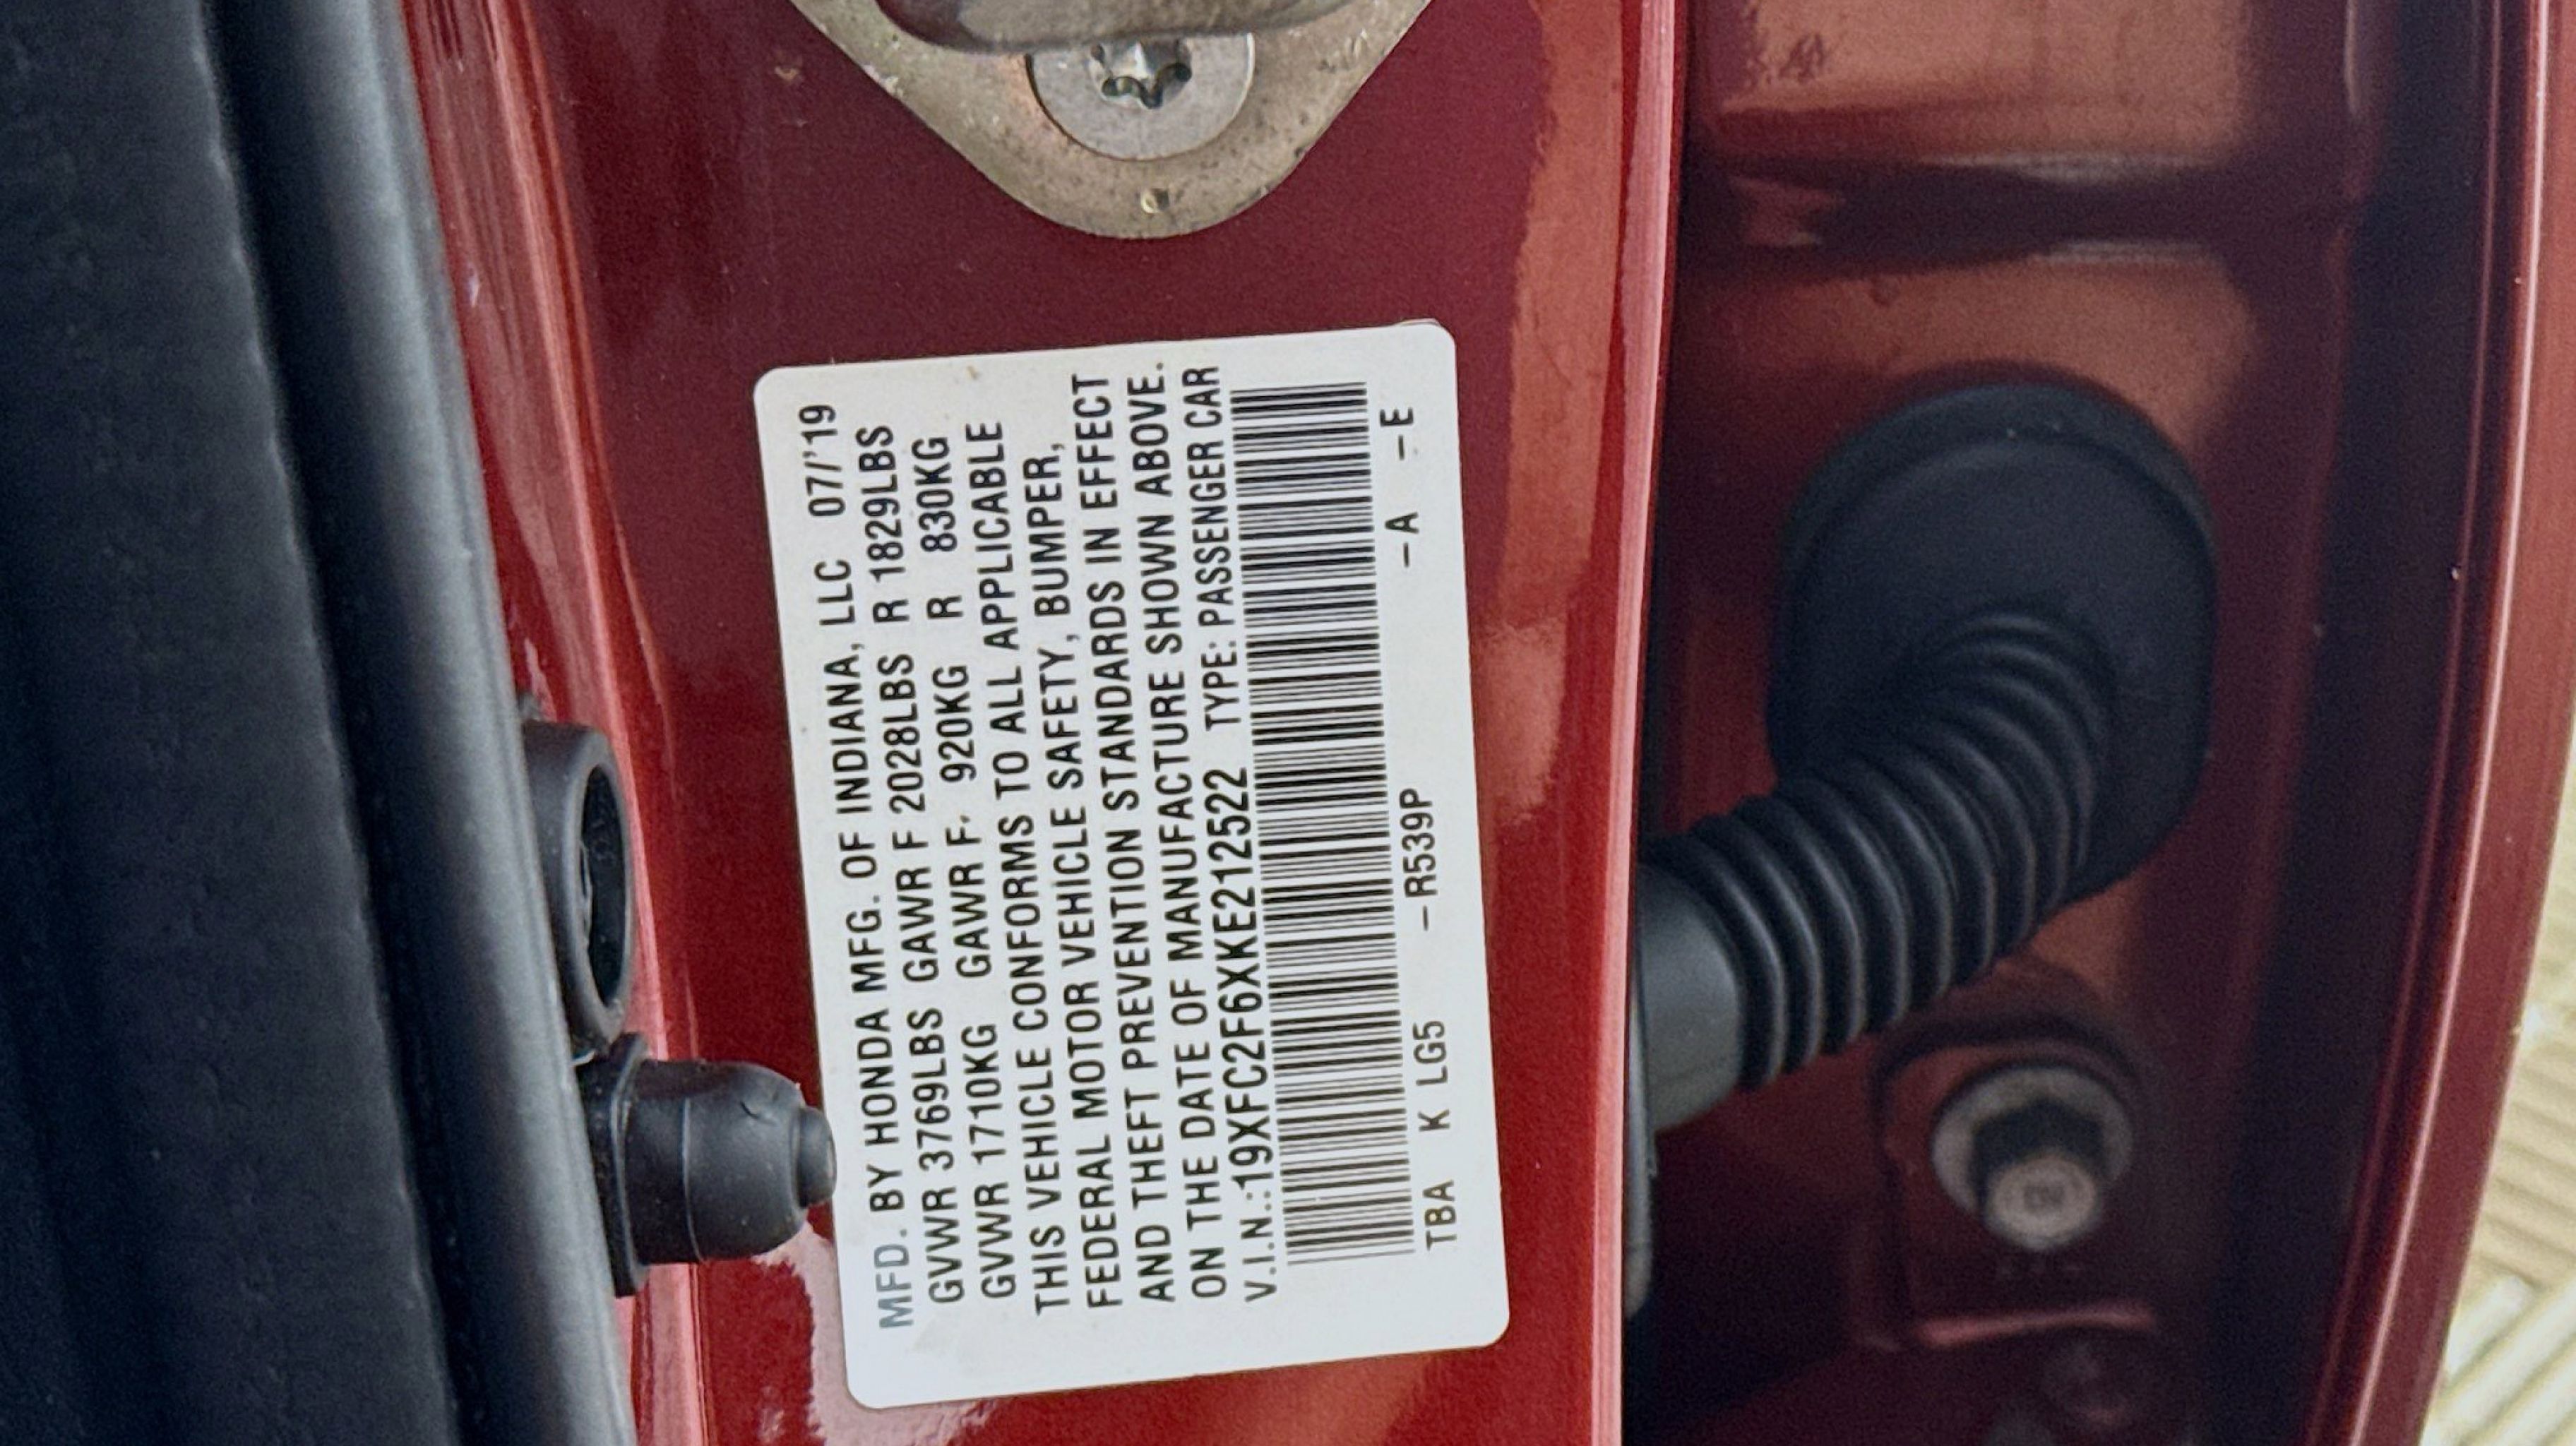 MFD. BY HONDA MFG. OF INDIANA, LLC 07/'19
GVWR 3769LBS GAWR F 2028LBS R 1829LBS
GVWR 1710KG GAWR F. 920KG R 830KG
THIS VEHICLE CONFORMS TO ALL APPLICABLE
FEDERAL MOTOR VEHICLE SAFETY, BUMPER,
AND THEFT PREVENTION STANDARDS IN EFFECT
ON THE DATE OF MANUFACTURE SHOWN ABOVE.
V.I.N.:19XFC2F6XKE212522 TYPE: PASSENGER CAR
TBA K LG5 -R539P -A -E